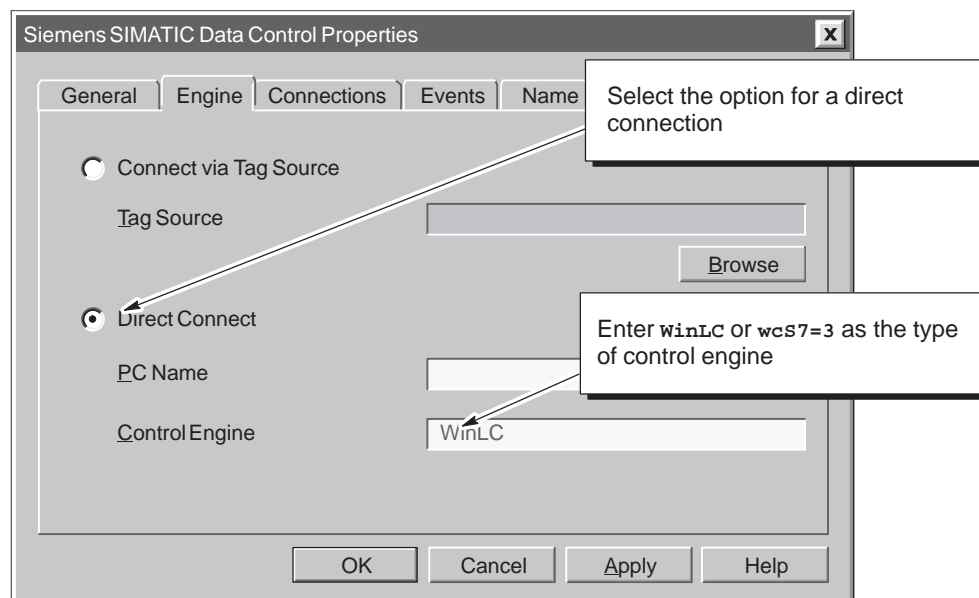 Siemens SIMATIC Data Control Properties
X
General Engine Connections Events Name
Select the option for a direct
connection
Connect via Tag Source
Tag Source
Browse
Direct Connect
Enter WinLC or wcS7=3 as the type
of control engine
PC Name
Control Engine WinLC
OK Cancel Apply Help